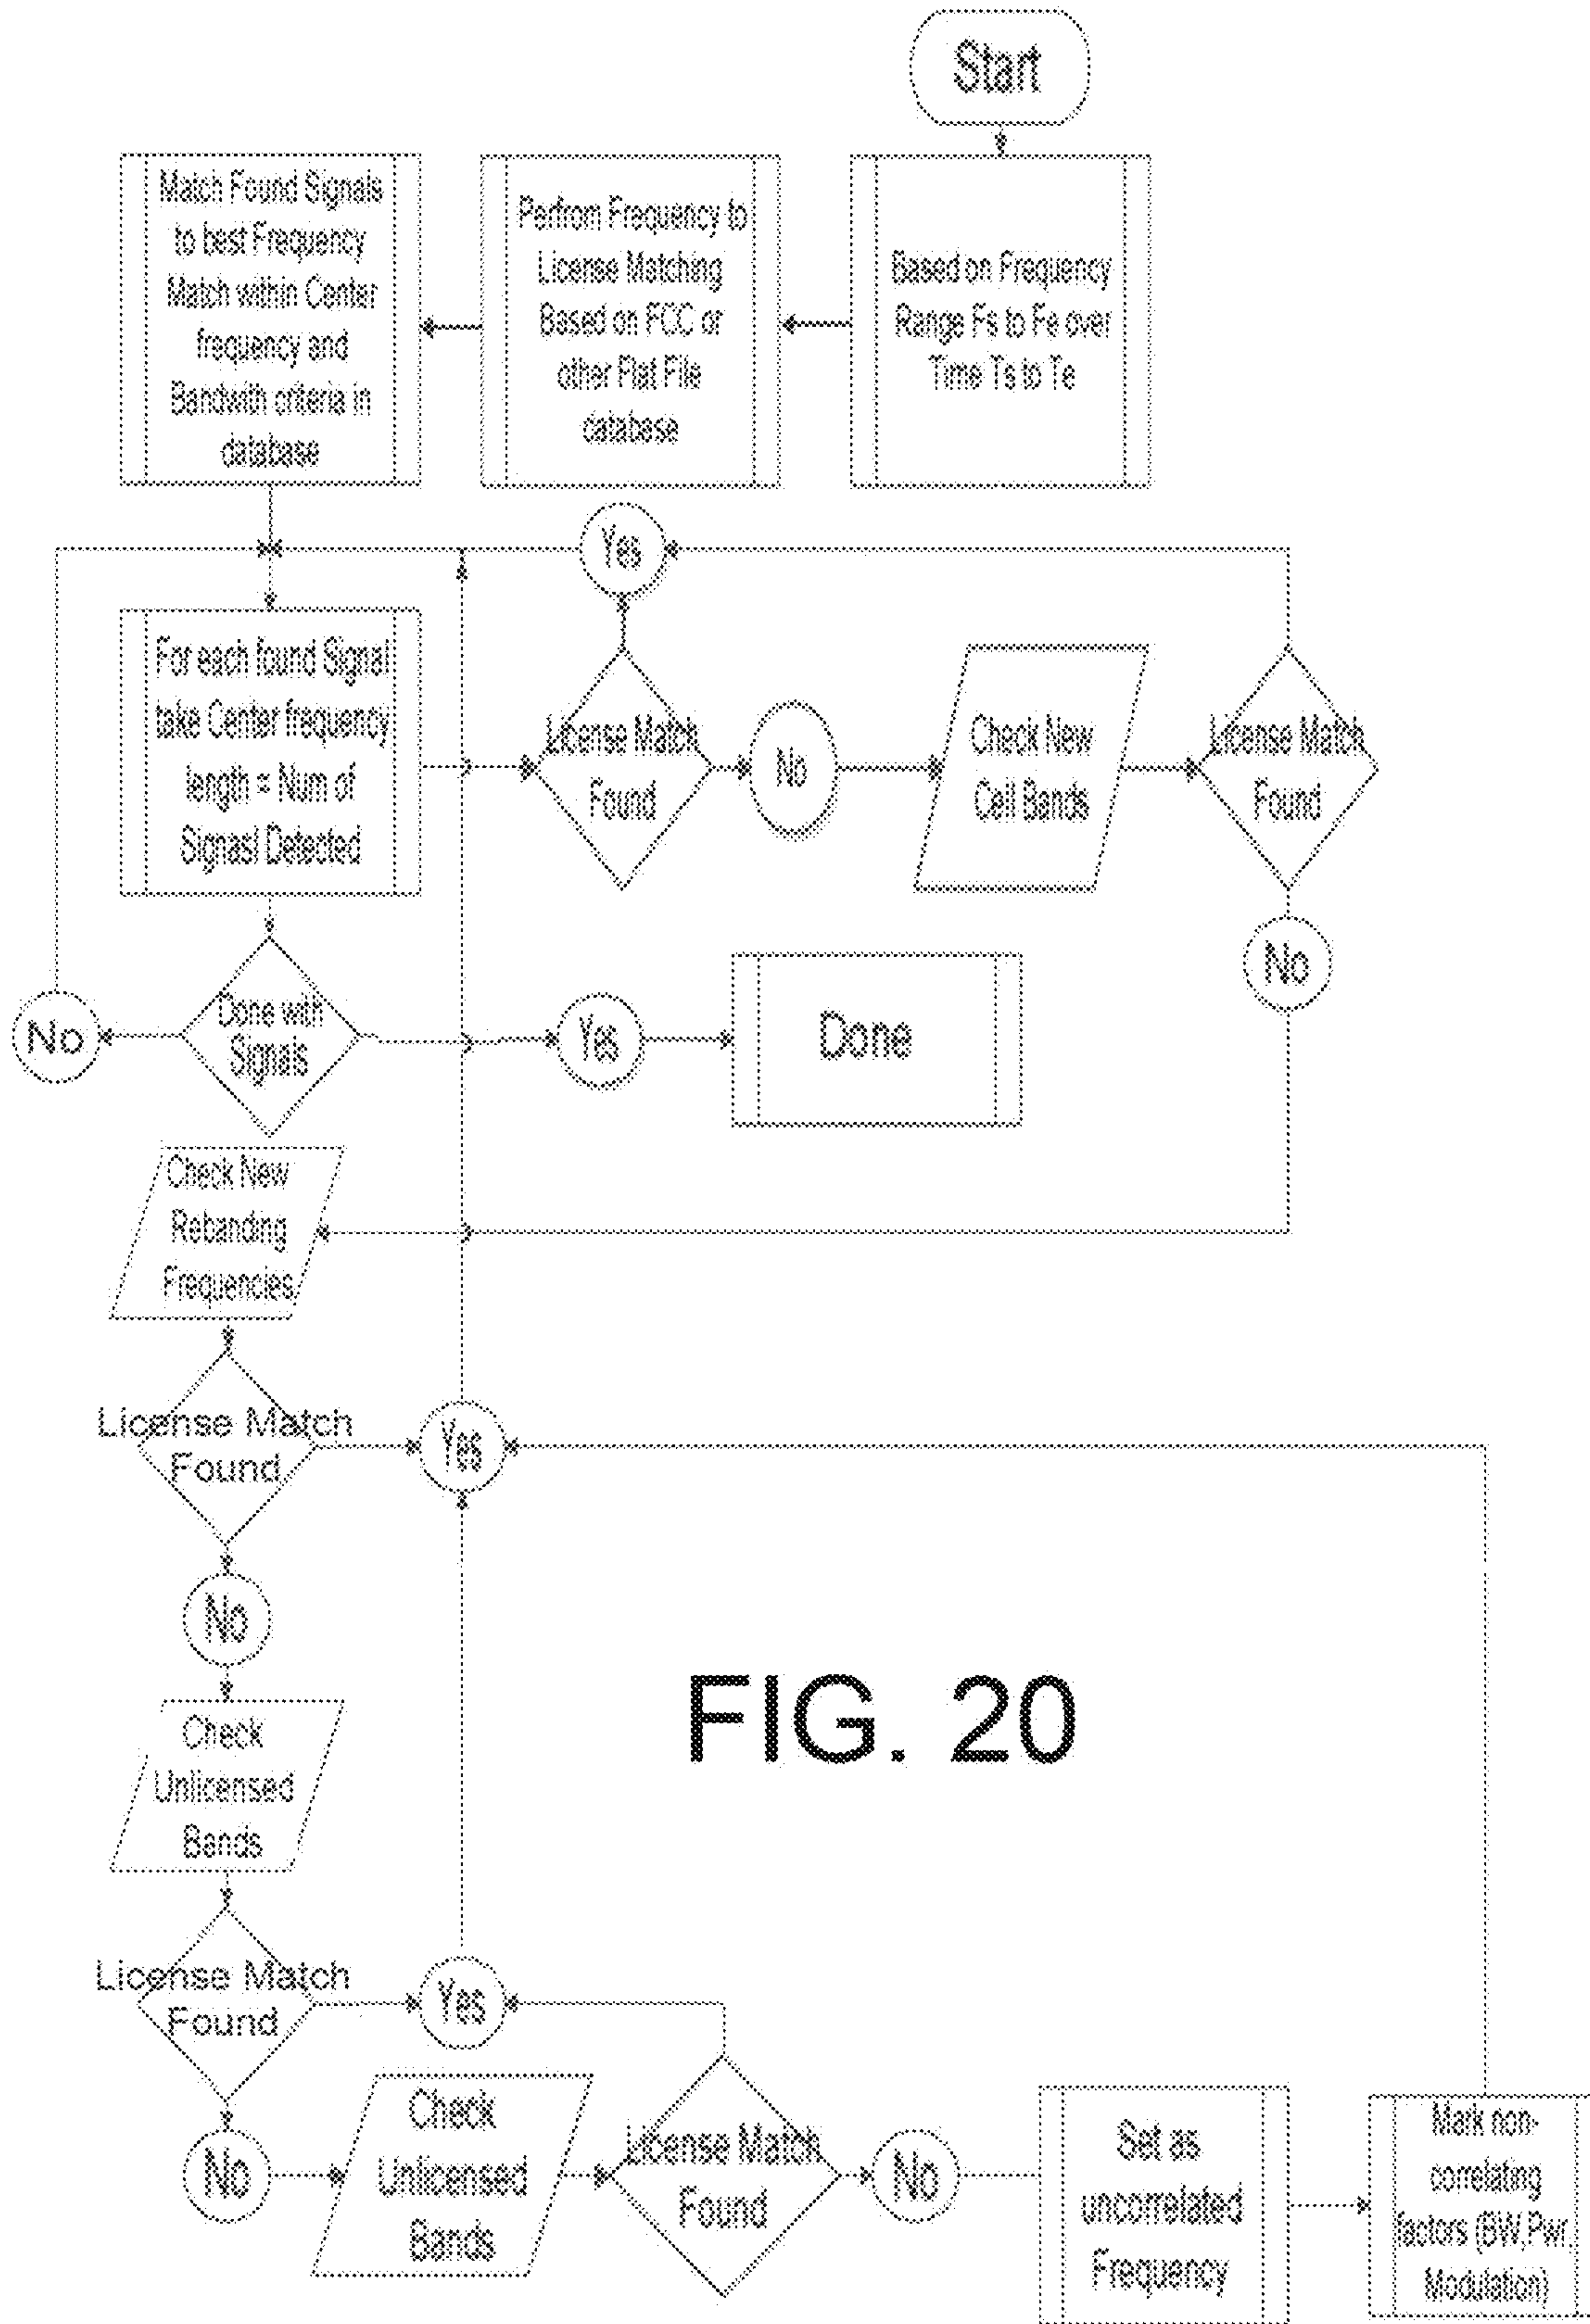 Start
Based on Frequency
Range Fs to Fe over
Time Ts to Te
Perfrom Frequency to
License Matching
Based on FCC or
other Flat File
database
Match Found Signals
to best Frequency
Match within Center
frequency and
Bandwith criteria in
database
Yes
For each found Signal
take Center frequency
length = Num of
Signasl Detected
License Match
Found
No
Check New
Cell Bands
License Match
Found
No
No
Done with
Signals
Yes
Done
Check New
Rebanding
Frequencies
License Match
Found
Yes
No
FIG. 20
Check
Unlicensed
Bands
License Match
Found
Yes
No
Check
Unlicensed
Bands
License Match
Found
No
Set as
uncorrelated
Frequency
Mark non-
correlating
factors (BW,Pwr,
Modulation)